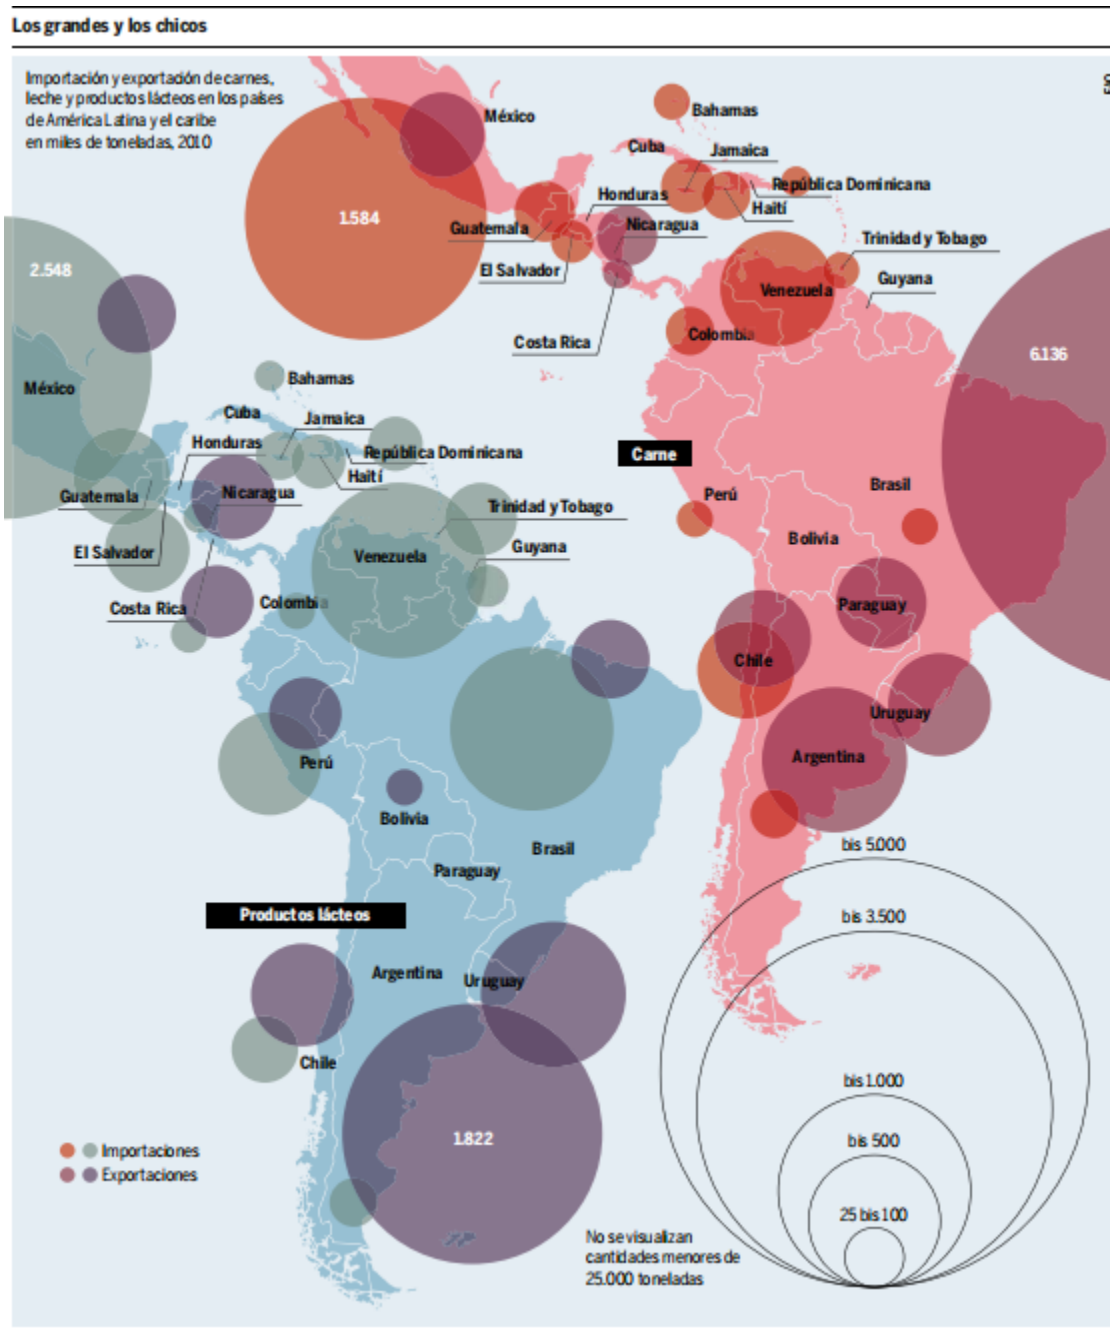 Los grandes y los chicos
Importación y exportación de carnes,
leche y productos lácteos en los países
de América Latina y el caribe
en miles de toneladas, 2010
México
Bahamas
Cuba
Jamaica
República Dominicana
Haití
Honduras
Guatemala
Nicaragua
El Salvador
Costa Rica
Trinidad y Tobago
Venezuela
Guyana
Colombia
1.584
6.136
Carne
Perú
Brasil
Bolivia
Paraguay
Chile
Uruguay
Argentina
2.548
México
Bahamas
Cuba
Jamaica
Honduras
República Dominicana
Haití
Guatemala
Nicaragua
Trinidad y Tobago
El Salvador
Venezuela
Guyana
Costa Rica
Colombia
Perú
Bolivia
Brasil
Paraguay
Productos lácteos
Argentina
Uruguay
Chile
1.822
bis 5.000
bis 3.500
bis 1.000
bis 500
25 bis 100
Importaciones
Exportaciones
No se visualizan
cantidades menores de
25.000 toneladas